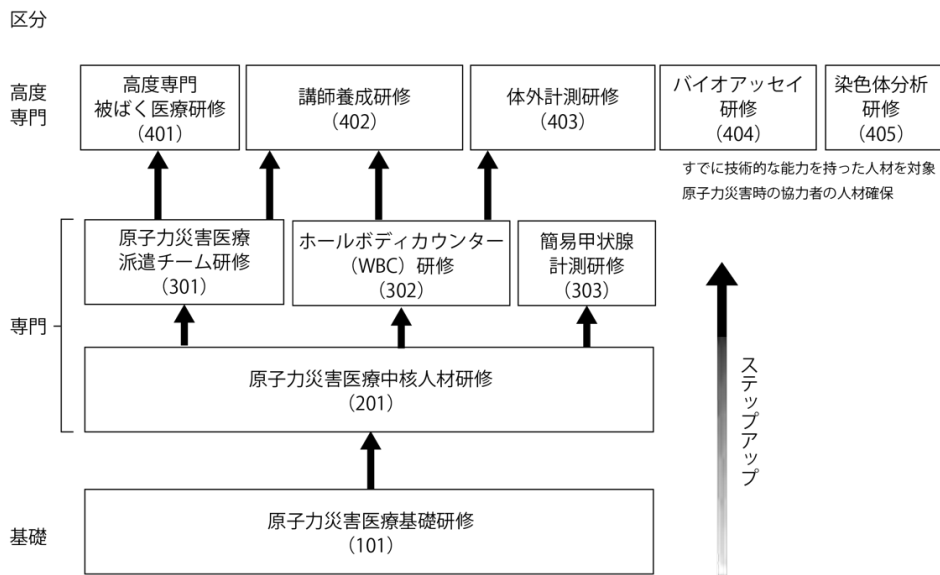 区分
高度
専門
高度専門
被ばく医療研修
(401)
講師養成研修
(402)
体外計測研修
(403)
バイオアッセイ
研修
(404)
染色体分析
研修
(405)
すでに技術的な能力を持った人材を対象
原子力災害時の協力者の人材確保
専門
原子力災害医療
派遣チーム研修
(301)
ホールボディカウンター
(WBC)研修
(302)
簡易甲状腺
計測研修
(303)
原子力災害医療中核人材研修
(201)
ステップアップ
基礎
原子力災害医療基礎研修
(101)